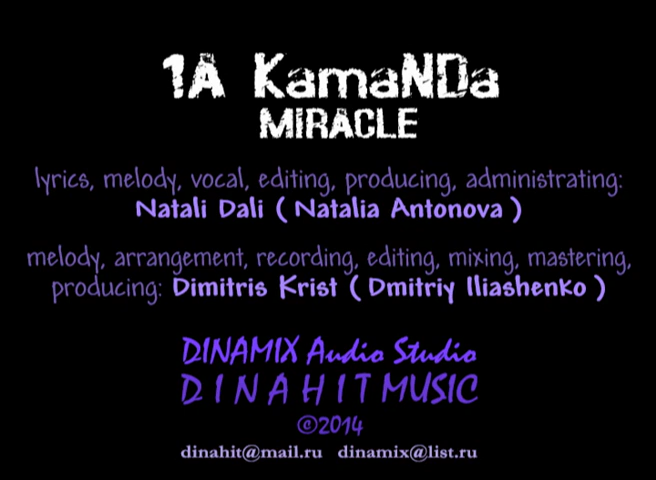 1A KamaNDa
MIRACLE
lyrics, melody, vocal, editing, producing, administrating:
Natali Dali ( Natalia Antonova )
melody, arrangement, recording, editing, mixing, mastering,
producing: Dimitris Krist ( Dmitriy Iliashenko )
DINAMIX Audio Studio
D I N A H I T MUSIC
©2014
dinahit@mail.ru dinamix@list.ru